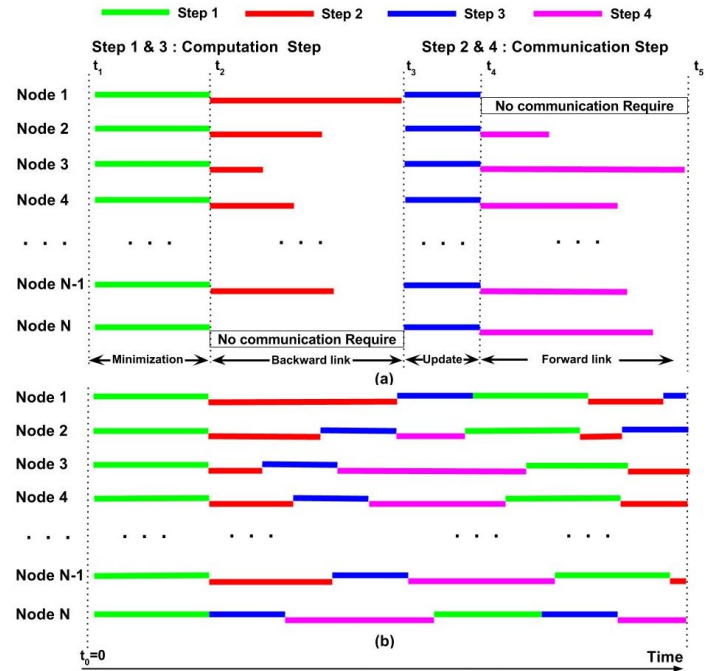 Step 1 Step 2 Step 3 Step 4
Step 1 & 3 : Computation Step Step 2 & 4 : Communication Step
t1 t2 t3 t4 t5
Node 1
No communication Require
Node 2
Node 3
Node 4
. . . . . . . . . . . . . . .
Node N-1
Node N
No communication Require
Minimization Backward link Update Forward link
(a)
Node 1
Node 2
Node 3
Node 4
. . . . . . . . . . . . . . .
Node N-1
Node N
(b)
t0=0 Time